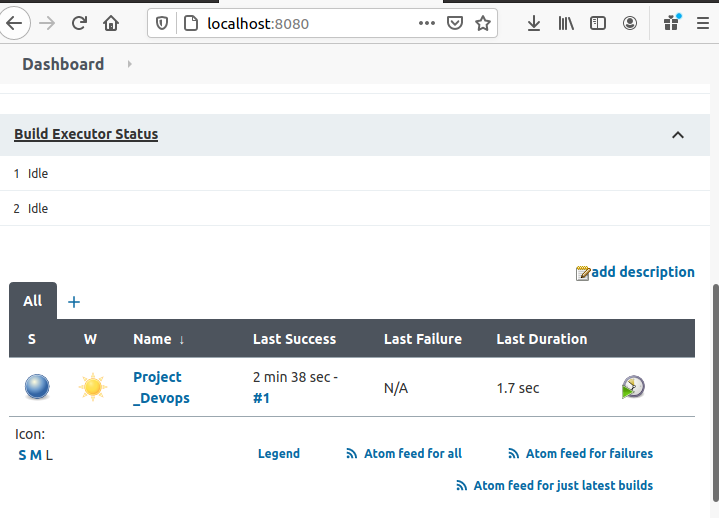 localhost:8080
Dashboard
Build Executor Status
1 Idle
2 Idle
add description
All +
S W Name ↓ Last Success Last Failure Last Duration
Project _Devops 2 min 38 sec - #1 N/A 1.7 sec
Icon:
S M L
Legend Atom feed for all Atom feed for failures
Atom feed for just latest builds